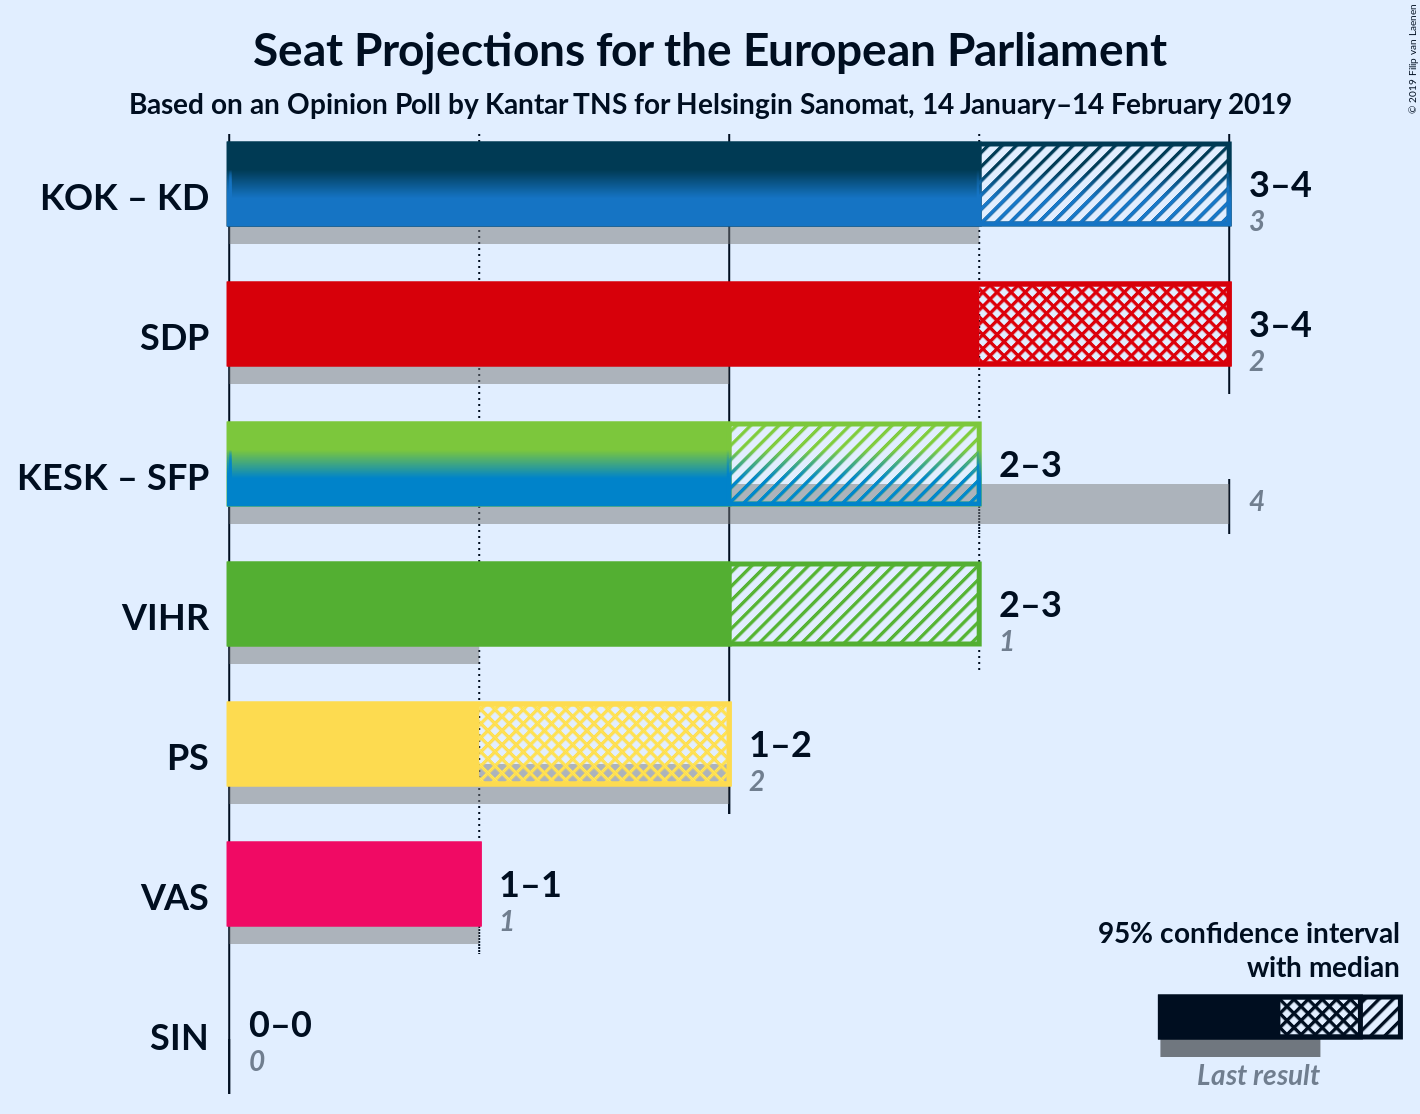 Seat Projections for the European Parliament
Based on an Opinion Poll by Kantar TNS for Helsingin Sanomat, 14 January–14 February 2019
© 2019 Filip van Laenen
KOK – KD
3–4
3
SDP
3–4
2
KESK – SFP
2–3
4
VIHR
2–3
1
PS
1–2
2
VAS
1–1
1
SIN
0–0
0
95% confidence interval
with median
Last result